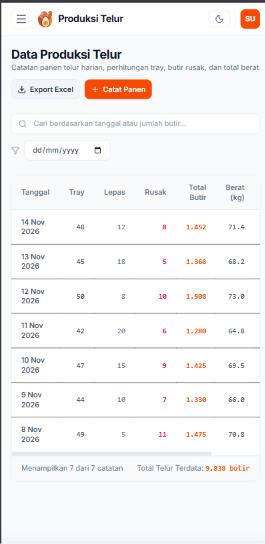 Produksi Telur
SU
Data Produksi Telur
Catatan panen telur harian, perhitungan tray, butir rusak, dan total berat
Export Excel
+ Catat Panen
Cari berdasarkan tanggal atau jumlah butir...
dd/mm/yyyy
Tanggal Tray Lepas Rusak Total Butir Berat (kg)
14 Nov 2026 48 12 8 1.452 71.4
13 Nov 2026 45 18 5 1.368 68.2
12 Nov 2026 50 8 10 1.508 73.0
11 Nov 2026 42 20 6 1.280 64.8
10 Nov 2026 47 15 9 1.425 69.5
9 Nov 2026 44 10 7 1.330 66.0
8 Nov 2026 49 5 11 1.475 70.8
Menampilkan 7 dari 7 catatan
Total Telur Terdata: 9.838 butir